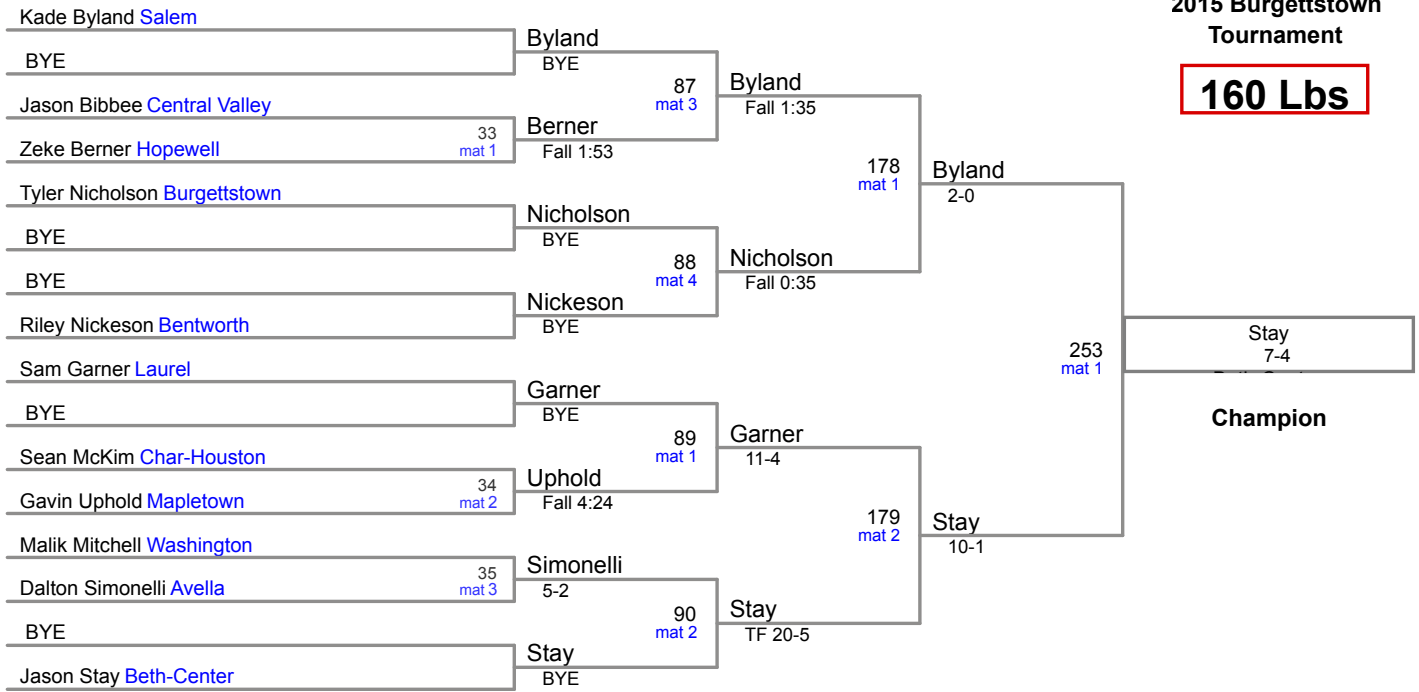 2015 Burgettstown
Tournament
160 Lbs
Kade Byland Salem
BYE
Jason Bibbee Central Valley
Zeke Berner Hopewell
Tyler Nicholson Burgettstown
BYE
BYE
Riley Nickeson Bentworth
Sam Garner Laurel
BYE
Sean McKim Char-Houston
Gavin Uphold Mapletown
Malik Mitchell Washington
Dalton Simonelli Avella
BYE
Jason Stay Beth-Center
33
mat 1
34
mat 2
35
mat 3
Byland
BYE
Berner
Fall 1:53
Nicholson
BYE
Nickeson
BYE
Garner
BYE
Uphold
Fall 4:24
Simonelli
5-2
Stay
BYE
87
mat 3
88
mat 4
89
mat 1
90
mat 2
Byland
Fall 1:35
Nicholson
Fall 0:35
Garner
11-4
Stay
TF 20-5
178
mat 1
179
mat 2
Byland
2-0
Stay
10-1
253
mat 1
Stay
7-4
Champion